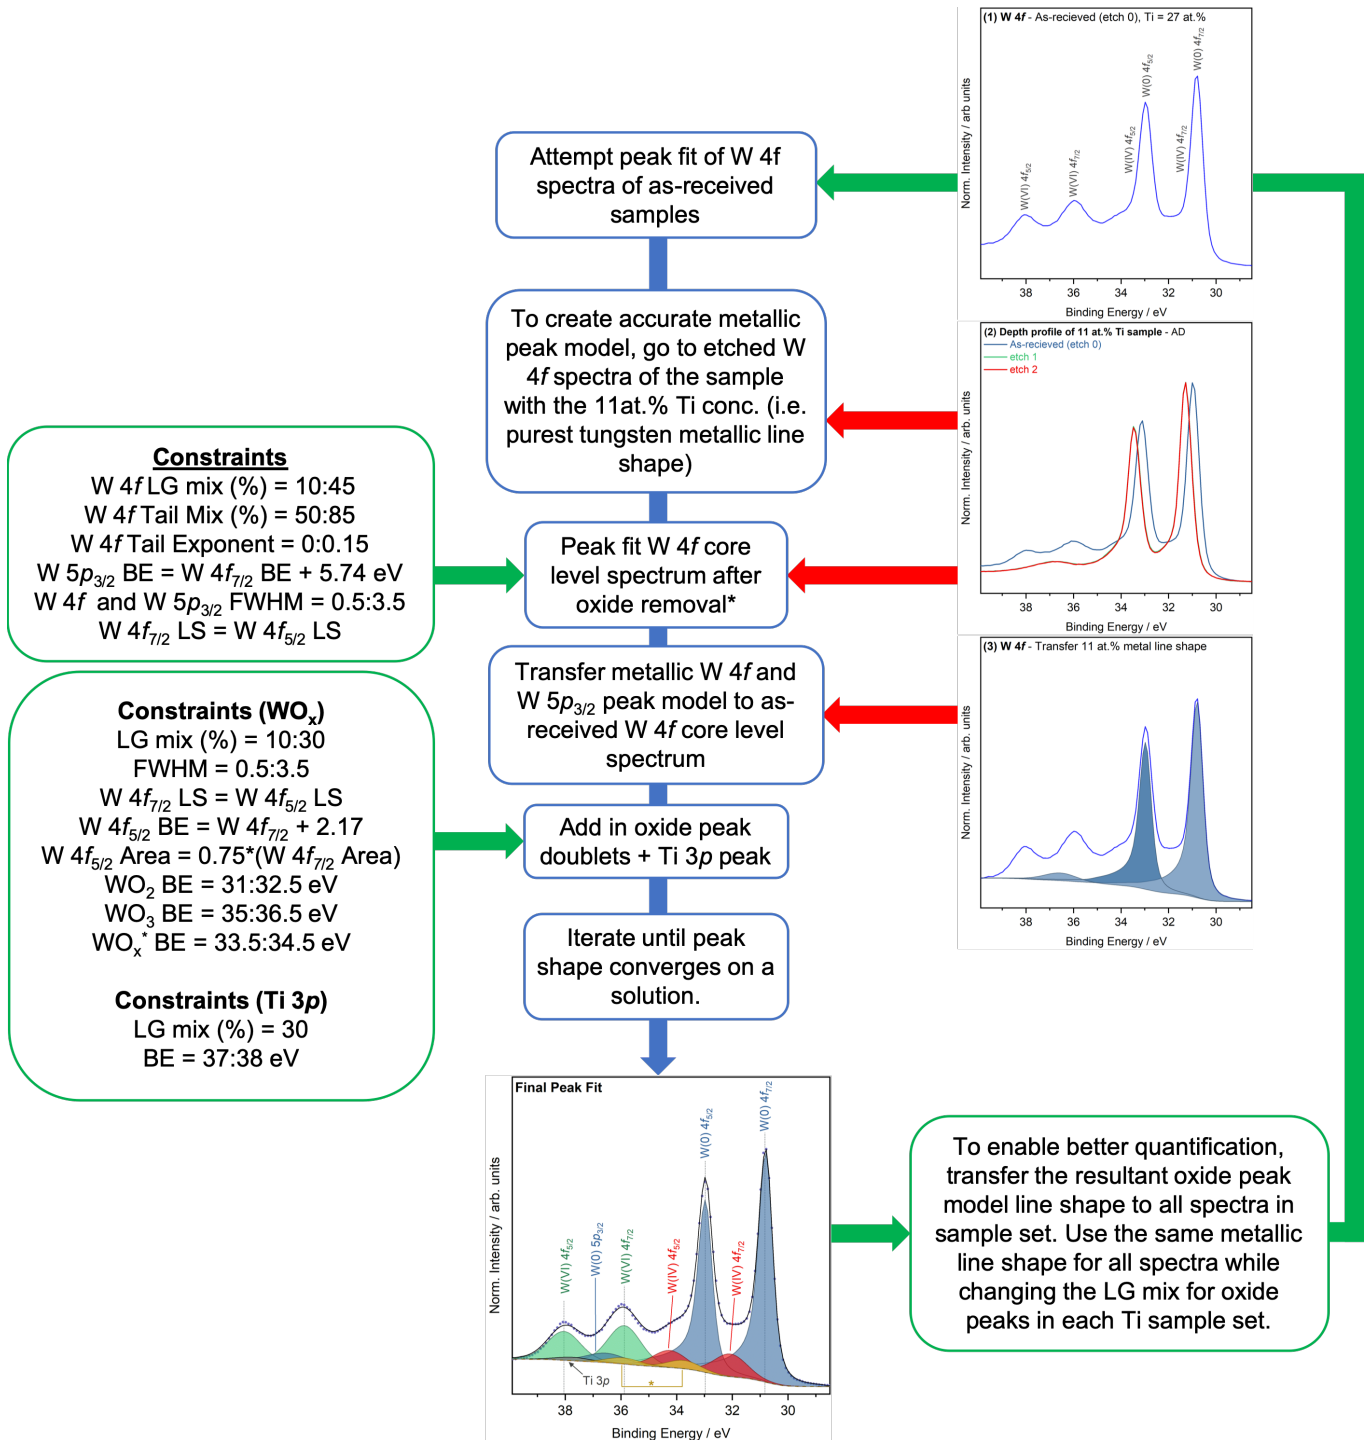 Attempt peak fit of W 4f
spectra of as-received
samples
To create accurate metallic
peak model, go to etched W
4f spectra of the sample
with the 11at.% Ti conc. (i.e.
purest tungsten metallic line
shape)
Peak fit W 4f core
level spectrum after
oxide removal*
Transfer metallic W 4f and
W 5p3/2 peak model to as-
received W 4f core level
spectrum
Add in oxide peak
doublets + Ti 3p peak
Iterate until peak
shape converges on a
solution.
Constraints
W 4f LG mix (%) = 10:45
W 4f Tail Mix (%) = 50:85
W 4f Tail Exponent = 0:0.15
W 5p3/2 BE = W 4f7/2 BE + 5.74 eV
W 4f and W 5p3/2 FWHM = 0.5:3.5
W 4f7/2 LS = W 4f5/2 LS
Constraints (WOx)
LG mix (%) = 10:30
FWHM = 0.5:3.5
W 4f7/2 LS = W 4f5/2 LS
W 4f5/2 BE = W 4f7/2 + 2.17
W 4f5/2 Area = 0.75*(W 4f7/2 Area)
WO2 BE = 31:32.5 eV
WO3 BE = 35:36.5 eV
WOx* BE = 33.5:34.5 eV
Constraints (Ti 3p)
LG mix (%) = 30
BE = 37:38 eV
(1) W 4f - As-recieved (etch 0), Ti = 27 at.%
Norm. Intensity / arb units
W(VI) 4f5/2
W(VI) 4f7/2
W(IV) 4f5/2
W(0) 4f5/2
W(IV) 4f7/2
W(0) 4f7/2
38 36 34 32 30
Binding Energy / eV
(2) Depth profile of 11 at.% Ti sample - AD
As-recieved (etch 0)
etch 1
etch 2
Norm. Intensity / arb. units
38 36 34 32 30
Binding Energy / eV
(3) W 4f - Transfer 11 at.% metal line shape
Norm. Intensity / arb. units
38 36 34 32 30
Binding Energy / eV
Final Peak Fit
Norm. Intensity / arb. units
W(VI) 4f5/2
W(0) 5p3/2
W(VI) 4f7/2
W(IV) 4f5/2
W(0) 4f5/2
W(IV) 4f7/2
W(0) 4f7/2
Ti 3p
*
38 36 34 32 30
Binding Energy / eV
To enable better quantification,
transfer the resultant oxide peak
model line shape to all spectra in
sample set. Use the same metallic
line shape for all spectra while
changing the LG mix for oxide
peaks in each Ti sample set.